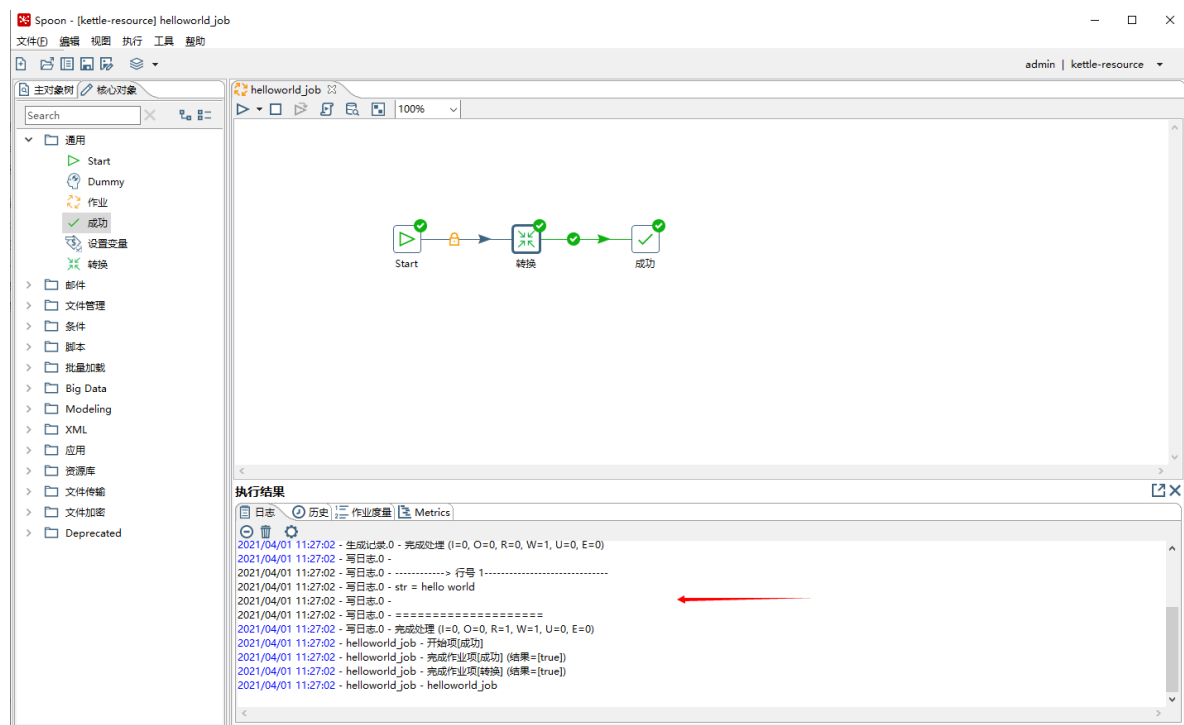 Spoon - [kettle-resource] helloworld_job
文件(F) 编辑 视图 执行 工具 帮助
admin | kettle-resource
主对象树 核心对象
helloworld_job
Search
100%
通用
Start
Dummy
作业
成功
设置变量
转换
邮件
文件管理
条件
脚本
批量加载
Big Data
Modeling
XML
应用
资源库
文件传输
文件加密
Deprecated
Start 转换 成功
执行结果
日志 历史 作业度量 Metrics
2021/04/01 11:27:02 - 生成记录.0 - 完成处理 (I=0, O=0, R=0, W=1, U=0, E=0)
2021/04/01 11:27:02 - 写日志.0 -
2021/04/01 11:27:02 - 写日志.0 - ------------> 行号 1------------------------------
2021/04/01 11:27:02 - 写日志.0 - str = hello world
2021/04/01 11:27:02 - 写日志.0 -
2021/04/01 11:27:02 - 写日志.0 - ====================
2021/04/01 11:27:02 - 写日志.0 - 完成处理 (I=0, O=0, R=1, W=1, U=0, E=0)
2021/04/01 11:27:02 - helloworld_job - 开始项[成功]
2021/04/01 11:27:02 - helloworld_job - 完成作业项[成功] (结果=[true])
2021/04/01 11:27:02 - helloworld_job - 完成作业项[转换] (结果=[true])
2021/04/01 11:27:02 - helloworld_job - helloworld_job